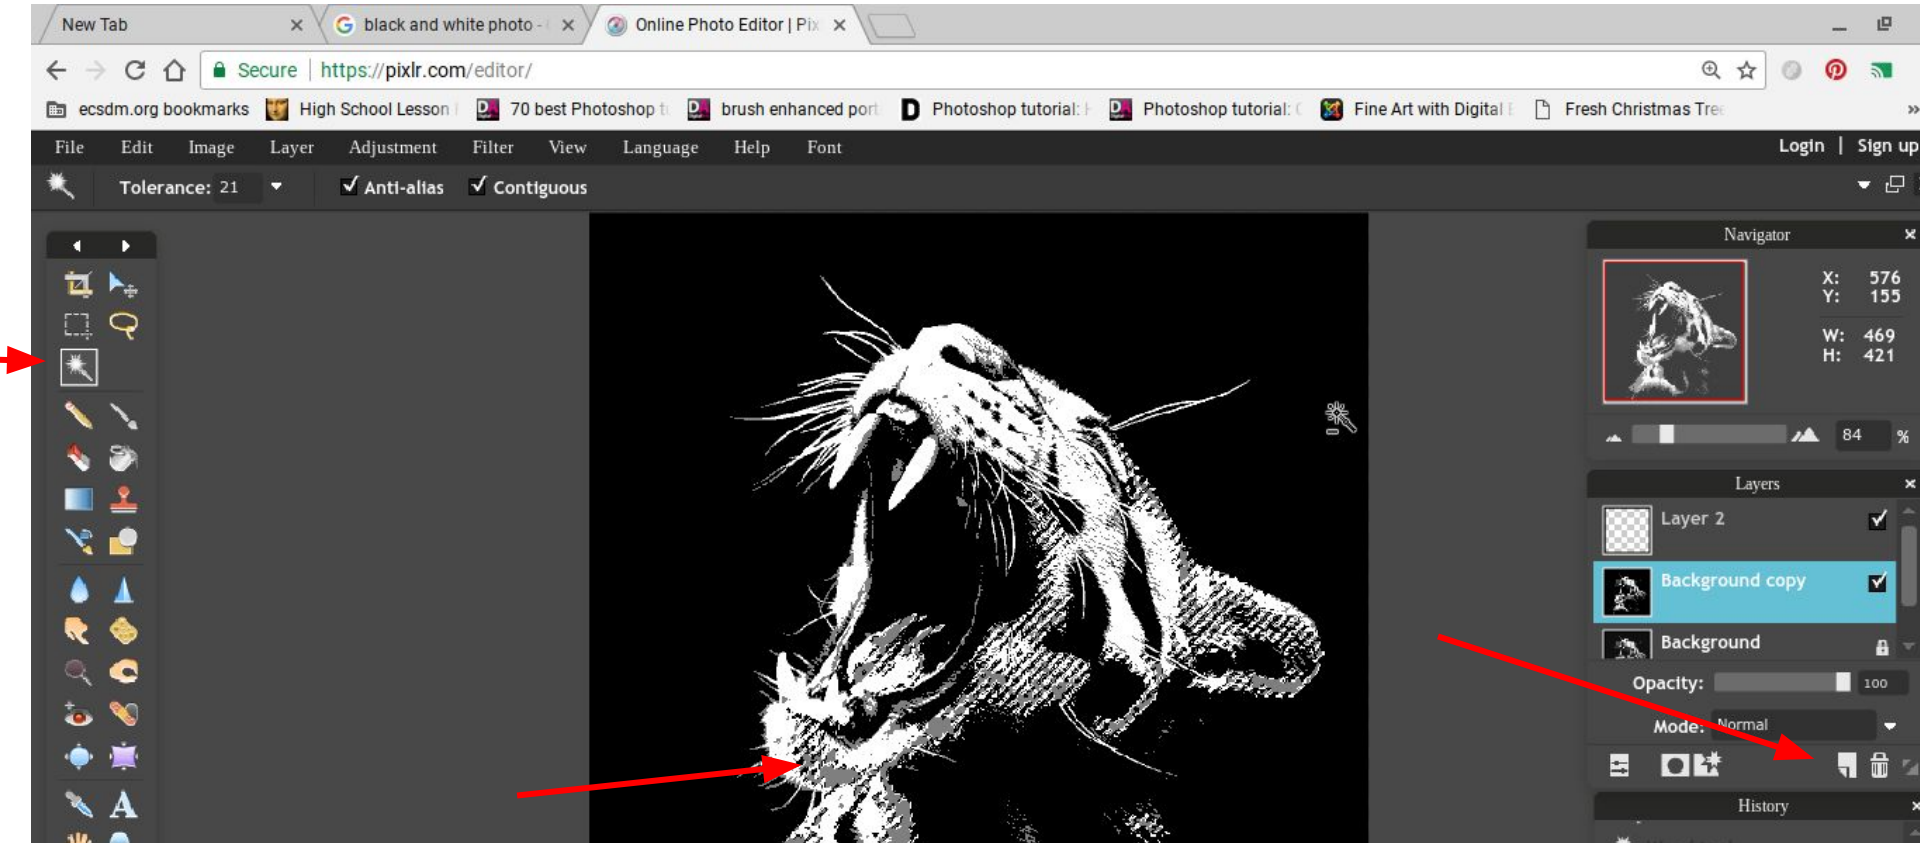 New Tab
black and white photo -
Online Photo Editor | Pix
Secure | https://pixlr.com/editor/
ecsdm.org bookmarks High School Lesson 70 best Photoshop t brush enhanced port Photoshop tutorial: Photoshop tutorial: Fine Art with Digital Fresh Christmas Tree
File Edit Image Layer Adjustment Filter View Language Help Font Login | Sign up
Tolerance: 21 Anti-alias Contiguous
Navigator
X: 576
Y: 155
W: 469
H: 421
84 %
Layers
Layer 2
Background copy
Background
Opacity: 100
Mode: Normal
A
History